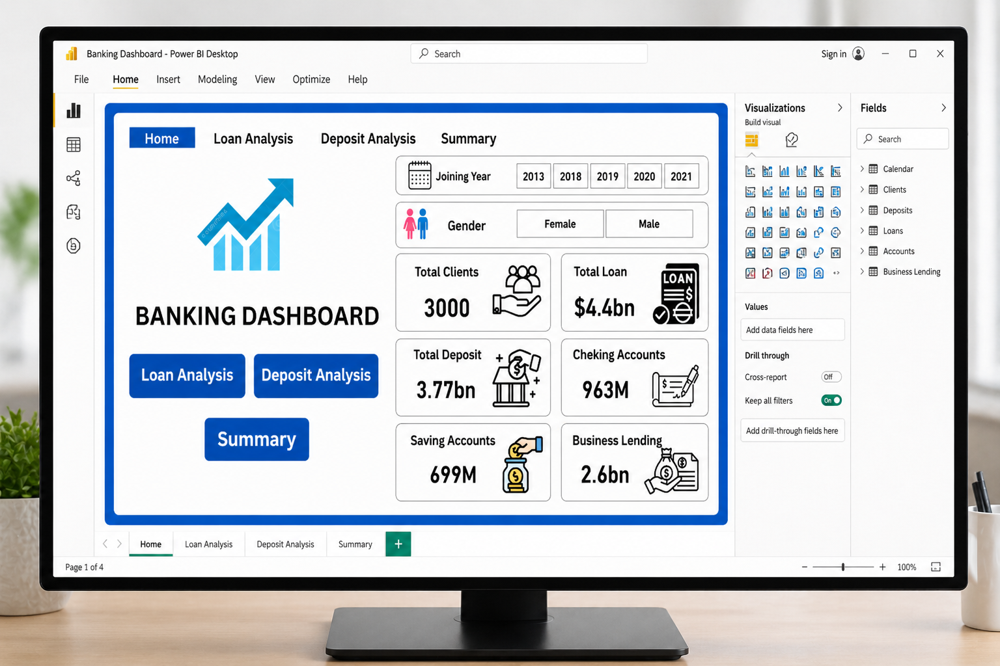 Banking Dashboard - Power BI Desktop
Search
Sign in
File Home Insert Modeling View Optimize Help
Home Loan Analysis Deposit Analysis Summary
Joining Year 2013 2018 2019 2020 2021
Gender Female Male
BANKING DASHBOARD
Loan Analysis Deposit Analysis
Summary
Total Clients
3000
Total Loan
$4.4bn
LOAN
$
Total Deposit
3.77bn
$
Cheking Accounts
963M
$
Saving Accounts
699M
$
Business Lending
2.6bn
$
$
Visualizations
Build visual
Values
Add data fields here
Drill through
Cross-report Off
Keep all filters On
Add drill-through fields here
Fields
Search
Calendar
Clients
Deposits
Loans
Accounts
Business Lending
Home Loan Analysis Deposit Analysis Summary +
Page 1 of 4
- + 100%